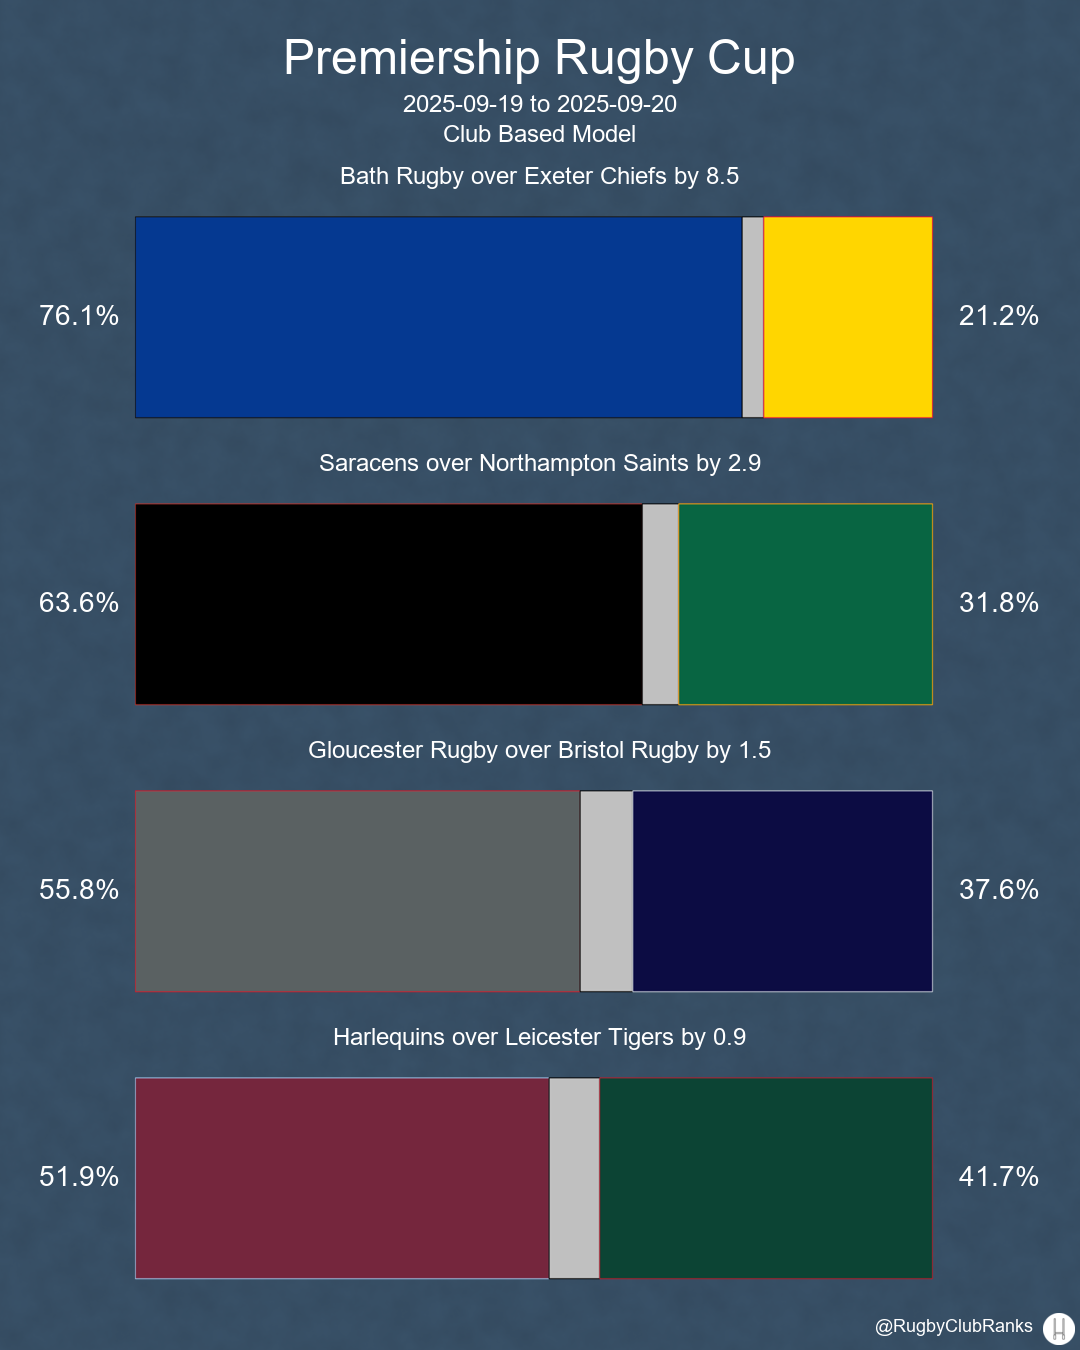 Premiership Rugby Cup
2025-09-19 to 2025-09-20
Club Based Model
Bath Rugby over Exeter Chiefs by 8.5
76.1%
21.2%
Saracens over Northampton Saints by 2.9
63.6%
31.8%
Gloucester Rugby over Bristol Rugby by 1.5
55.8%
37.6%
Harlequins over Leicester Tigers by 0.9
51.9%
41.7%
@RugbyClubRanks